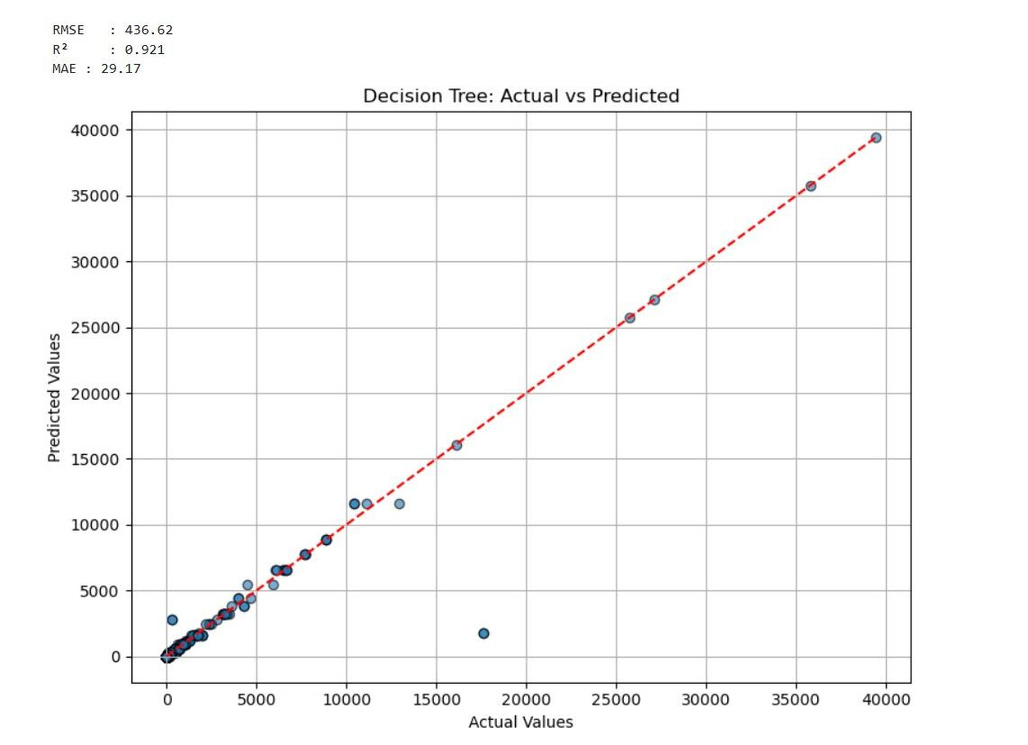 RMSE   : 436.62
R²     : 0.921
MAE : 29.17
Decision Tree: Actual vs Predicted
40000
35000
30000
25000
20000
15000
10000
5000
0
Predicted Values
0 5000 10000 15000 20000 25000 30000 35000 40000
Actual Values